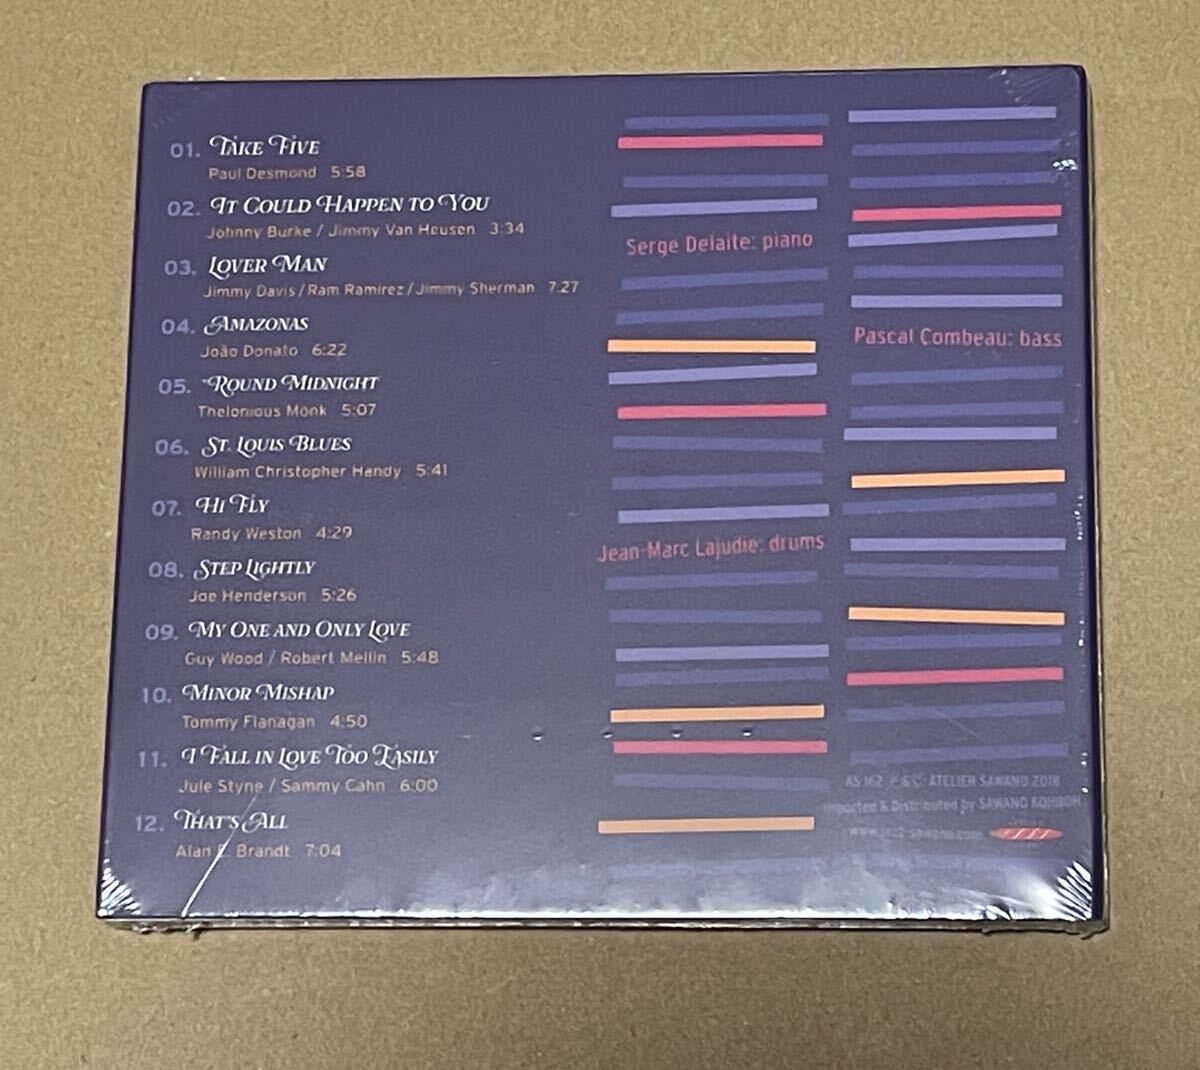 01. TAKE FIVE
Paul Desmond 5:58
02. IT COULD HAPPEN TO YOU
Johnny Burke / Jimmy Van Heusen 3:34
03. LOVER MAN
Jimmy Davis / Ram Ramirez / Jimmy Sherman 7:27
04. AMAZONAS
João Donato 6:22
05. 'ROUND MIDNIGHT
Thelonious Monk 5:07
06. ST. LOUIS BLUES
William Christopher Handy 5:41
07. HI FLY
Randy Weston 4:29
08. STEP LIGHTLY
Joe Henderson 5:26
09. MY ONE AND ONLY LOVE
Guy Wood / Robert Mellin 5:48
10. MINOR MISHAP
Tommy Flanagan 4:50
11. I FALL IN LOVE TOO EASILY
Jule Styne / Sammy Cahn 6:00
12. THAT'S ALL
Alan E. Brandt 7:04
Serge Delaite: piano
Pascal Combeau: bass
Jean-Marc Lajudie: drums
AS 162 P & C ATELIER SAWANO 2018
Imported & Distributed by SAWANO KOHBOH
www.jazz-sawano.com